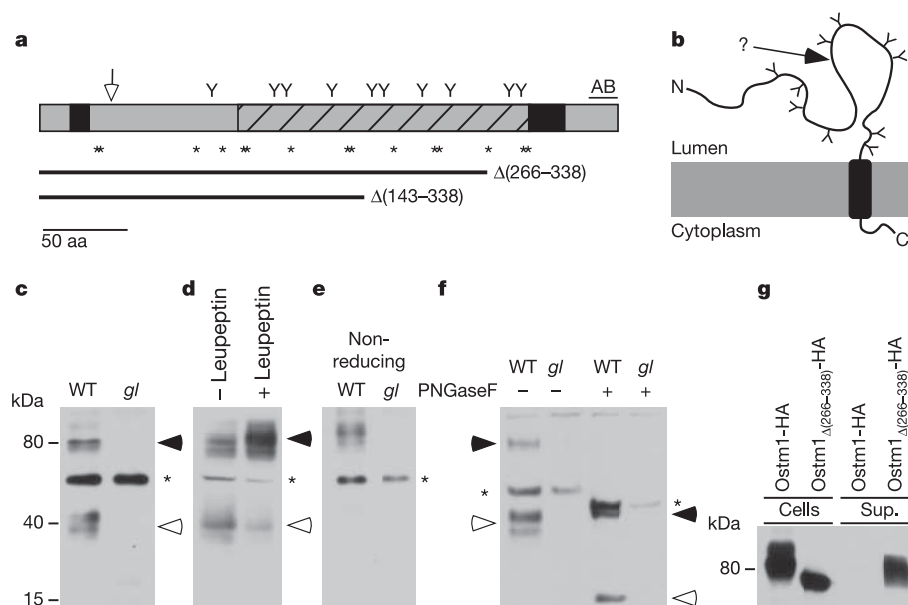 a
Y YY Y YY Y Y YY AB
** * * ** * ** * ** * **
Δ(266–338)
Δ(143–338)
50 aa
b
?
N
Lumen
Cytoplasm
C
c
WT gl
kDa
80
*
40
15
d
– Leupeptin
+ Leupeptin
*
e
Non-
reducing
WT gl
*
f
WT gl WT gl
PNGaseF – – + +
*
*
g
Ostm1-HA
Ostm1Δ(266–338)-HA
Ostm1-HA
Ostm1Δ(266–338)-HA
Cells Sup.
kDa
80